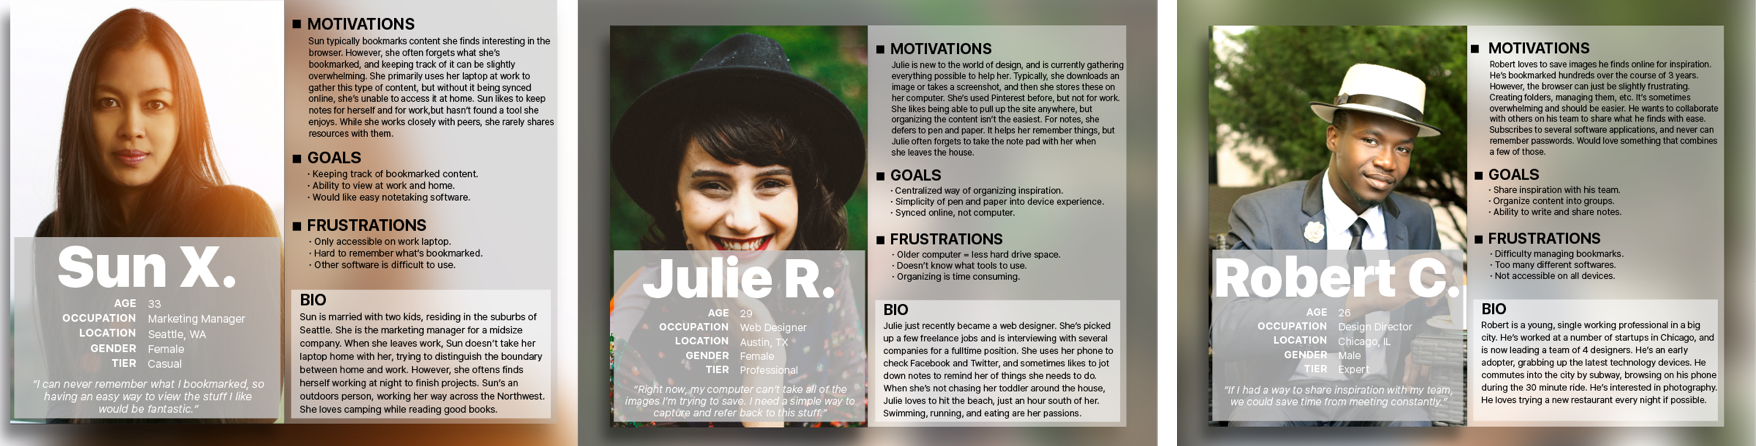 Sun X.
AGE 33
OCCUPATION Marketing Manager
LOCATION Seattle, WA
GENDER Female
TIER Casual
“I can never remember what I bookmarked, so
having an easy way to view the stuff I like
would be fantastic.”
■ MOTIVATIONS
Sun typically bookmarks content she finds interesting in the
browser. However, she often forgets what she's
bookmarked, and keeping track of it can be slightly
overwhelming. She primarily uses her laptop at work to
gather this type of content, but without it being synced
online, she's unable to access it at home. Sun likes to keep
notes for herself and for work,but hasn't found a tool she
enjoys. While she works closely with peers, she rarely shares
resources with them.
■ GOALS
· Keeping track of bookmarked content.
· Ability to view at work and home.
· Would like easy notetaking software.
■ FRUSTRATIONS
· Only accessible on work laptop.
· Hard to remember what's bookmarked.
· Other software is difficult to use.
BIO
Sun is married with two kids, residing in the suburbs of
Seattle. She is the marketing manager for a midsize
company. When she leaves work, Sun doesn't take her
laptop home with her, trying to distinguish the boundary
between home and work. However, she oftens finds
herself working at night to finish projects. Sun's an
outdoors person, working her way across the Northwest.
She loves camping while reading good books.
Julie R.
AGE 29
OCCUPATION Web Designer
LOCATION Austin, TX
GENDER Female
TIER Professional
“Right now, my computer can't take all of the
images I'm trying to save. I need a simple way to
capture and refer back to this stuff.”
■ MOTIVATIONS
Julie is new to the world of design, and is currently gathering
everything possible to help her. Typically, she downloads an
image or takes a screenshot, and then she stores these on
her computer. She's used Pinterest before, but not for work.
She likes being able to pull up the site anywhere, but
organizing the content isn't the easiest. For notes, she
defers to pen and paper. It helps her remember things, but
Julie often forgets to take the note pad with her when
she leaves the house.
■ GOALS
· Centralized way of organizing inspiration.
· Simplicity of pen and paper into device experience.
· Synced online, not computer.
■ FRUSTRATIONS
· Older computer = less hard drive space.
· Doesn't know what tools to use.
· Organizing is time consuming.
BIO
Julie just recently became a web designer. She's picked
up a few freelance jobs and is interviewing with several
companies for a fulltime position. She uses her phone to
check Facebook and Twitter, and sometimes likes to jot
down notes to remind her of things she needs to do.
When she's not chasing her toddler around the house,
Julie loves to hit the beach, just an hour south of her.
Swimming, running, and eating are her passions.
Robert C.
AGE 26
OCCUPATION Design Director
LOCATION Chicago, IL
GENDER Male
TIER Expert
“If I had a way to share inspiration with my team,
we could save time from meeting constantly.”
■ MOTIVATIONS
Robert loves to save images he finds online for inspiration.
He's bookmarked hundreds over the course of 3 years.
However, the browser can just be slightly frustrating.
Creating folders, managing them, etc. It's sometimes
overwhelming and should be easier. He wants to collaborate
with others on his team to share what he finds with ease.
Subscribes to several software applications, and never can
remember passwords. Would love something that combines
a few of those.
■ GOALS
· Share inspiration with his team.
· Organize content into groups.
· Ability to write and share notes.
■ FRUSTRATIONS
· Difficulty managing bookmarks.
· Too many different softwares.
· Not accessible on all devices.
BIO
Robert is a young, single working professional in a big
city. He's worked at a number of startups in Chicago, and
is now leading a team of 4 designers. He's an early
adopter, grabbing up the latest technology devices. He
commutes into the city by subway, browsing on his phone
during the 30 minute ride. He's interested in photography.
He loves trying a new restaurant every night if possible.